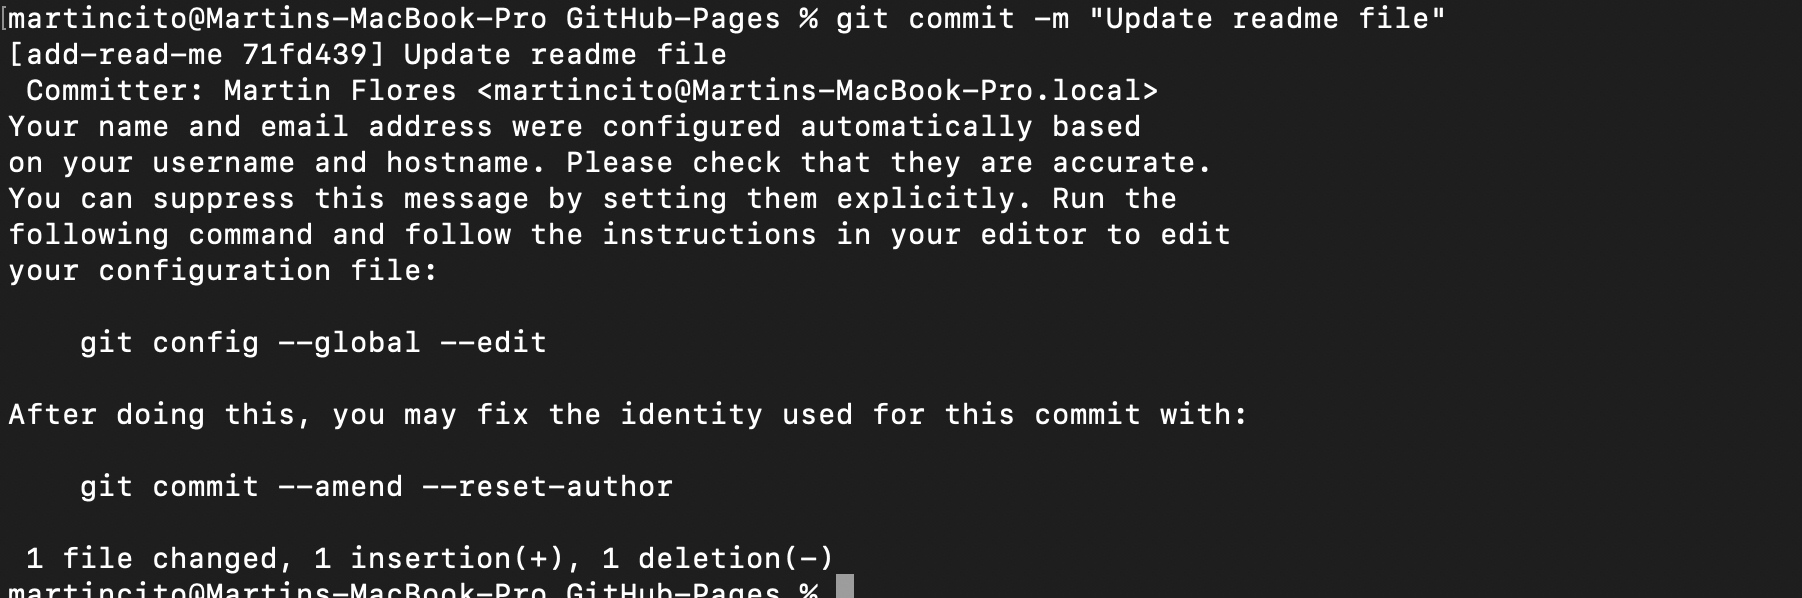 martincito@Martins-MacBook-Pro GitHub-Pages % git commit -m "Update readme file"
[add-read-me 71fd439] Update readme file
 Committer: Martin Flores <martincito@Martins-MacBook-Pro.local>
Your name and email address were configured automatically based
on your username and hostname. Please check that they are accurate.
You can suppress this message by setting them explicitly. Run the
following command and follow the instructions in your editor to edit
your configuration file:

    git config --global --edit

After doing this, you may fix the identity used for this commit with:

    git commit --amend --reset-author

 1 file changed, 1 insertion(+), 1 deletion(-)
martincito@Martins-MacBook-Pro GitHub-Pages %